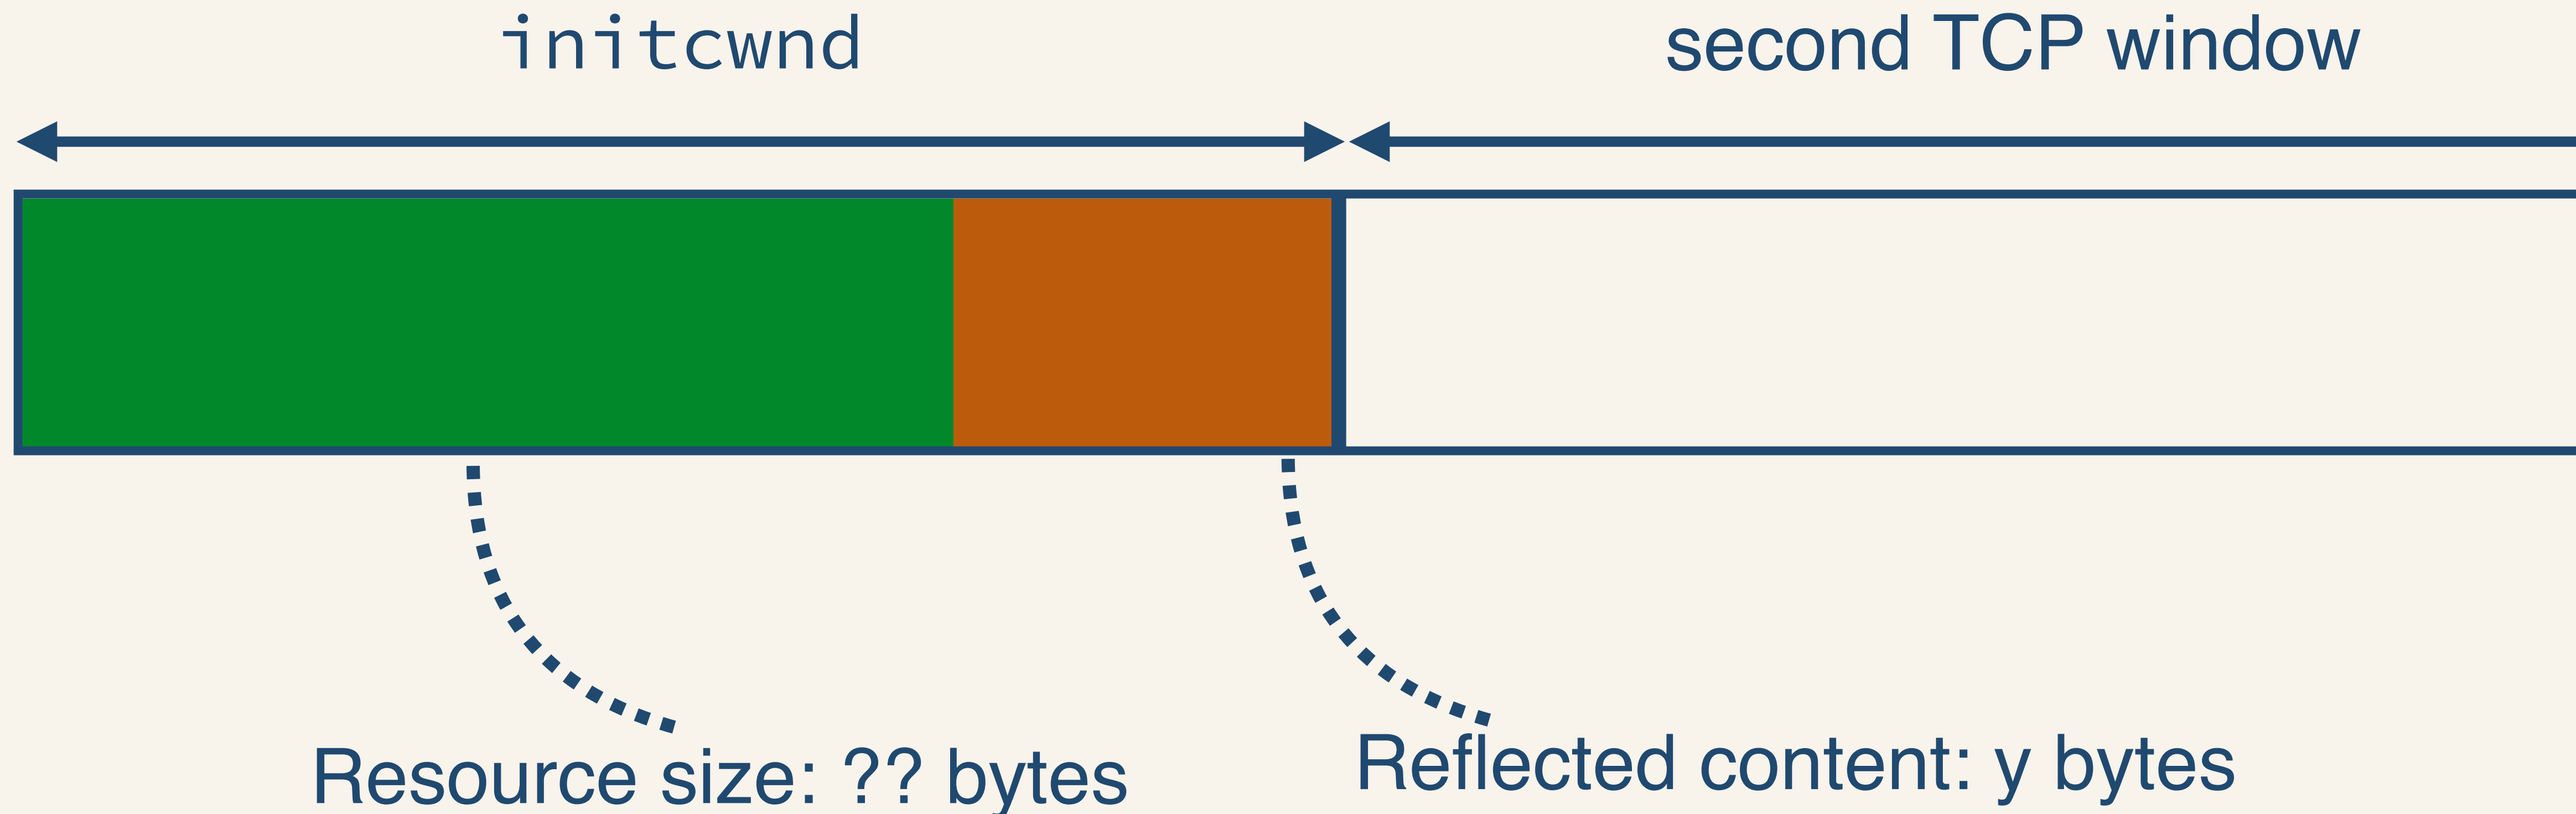 initcwnd
second TCP window
Resource size: ?? bytes
Reflected content: y bytes